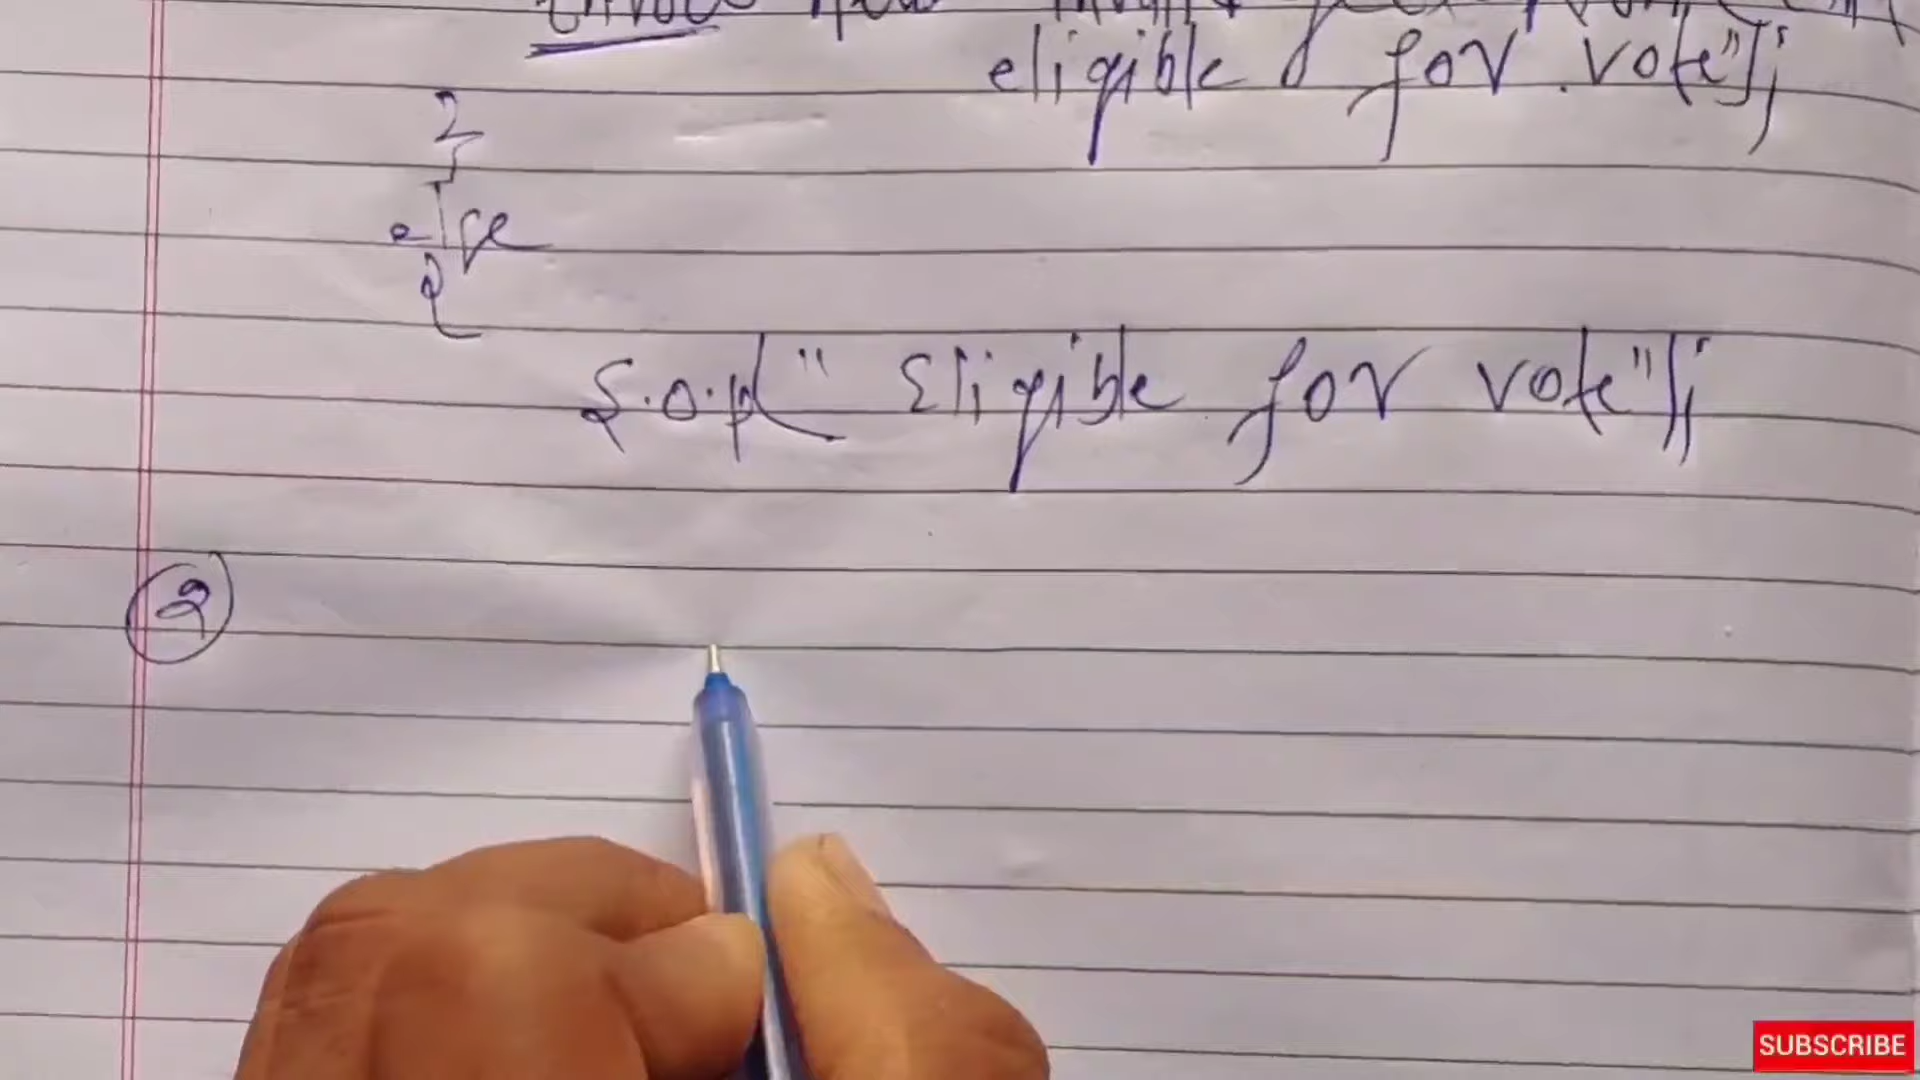 eligible for vote");
}
else
{
S.o.p(" Eligible for vote");
2
SUBSCRIBE